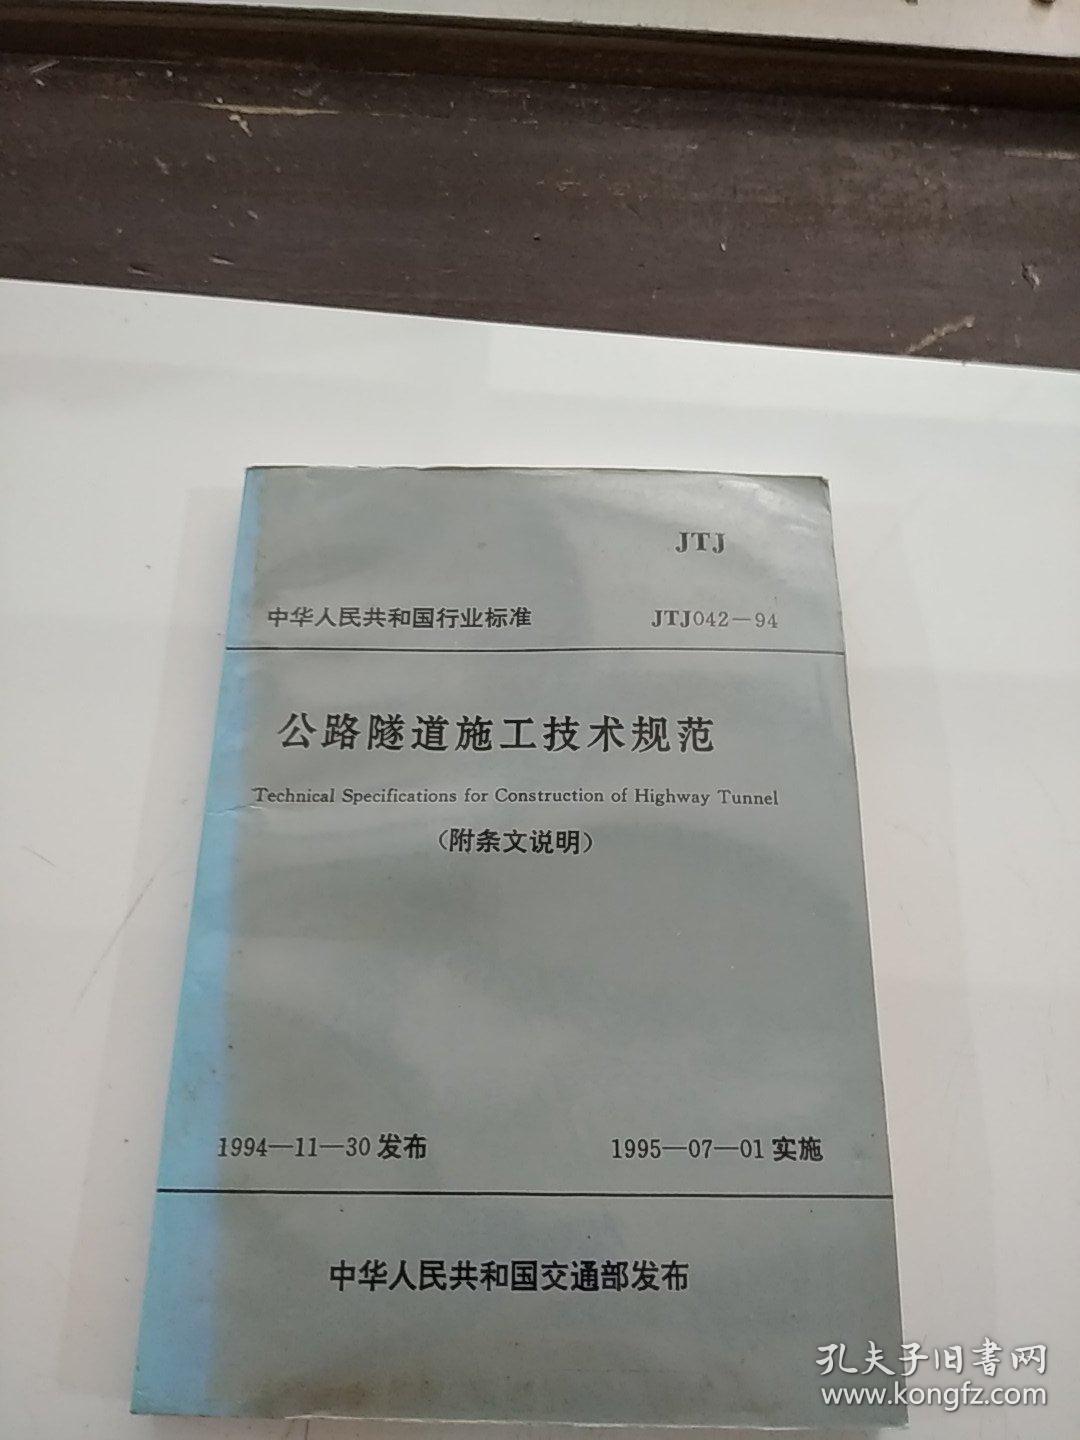 JTJ
中华人民共和国行业标准 JTJ042-94
公路隧道施工技术规范
Technical Specifications for Construction of Highway Tunnel
(附条文说明)
1994—11—30发布 1995—07—01实施
中华人民共和国交通部发布
孔夫子旧書网
www.kongfz.com